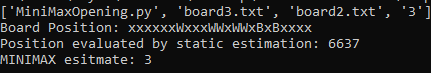 ['MiniMaxOpening.py', 'board3.txt', 'board2.txt', '3']
Board Position: xxxxxxWxxxWWxWWxBxBxxxx
Position evaluated by static estimation: 6637
MINIMAX esitmate: 3